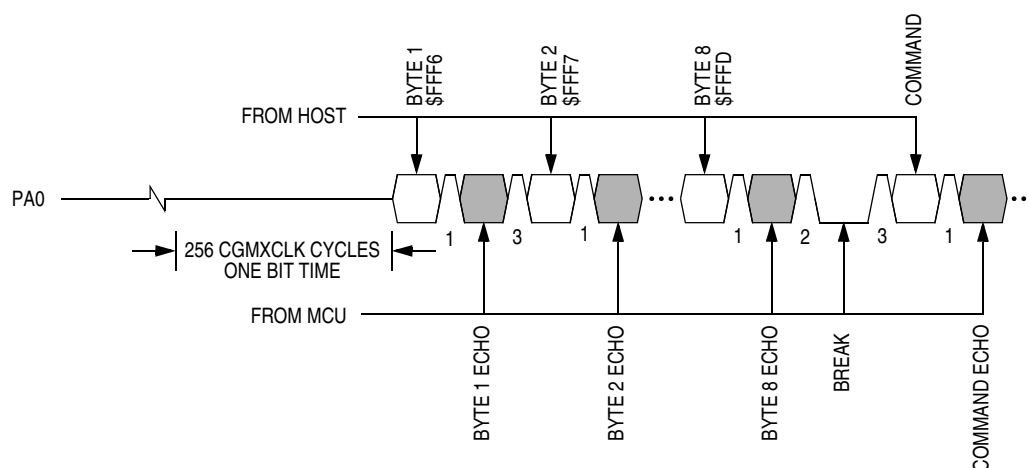 BYTE 1
$FFF6
BYTE 2
$FFF7
BYTE 8
$FFFD
COMMAND
FROM HOST
PA0
1
3
1
1
2
3
1
256 CGMXCLK CYCLES
ONE BIT TIME
FROM MCU
BYTE 1 ECHO
BYTE 2 ECHO
BYTE 8 ECHO
BREAK
COMMAND ECHO